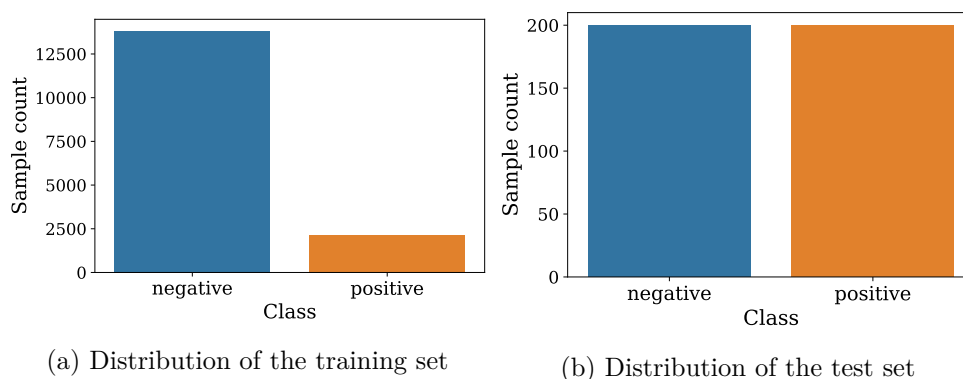 12500
10000
7500
5000
2500
0
Sample count
negative positive
Class
(a) Distribution of the training set
200
150
100
50
0
Sample count
negative positive
Class
(b) Distribution of the test set